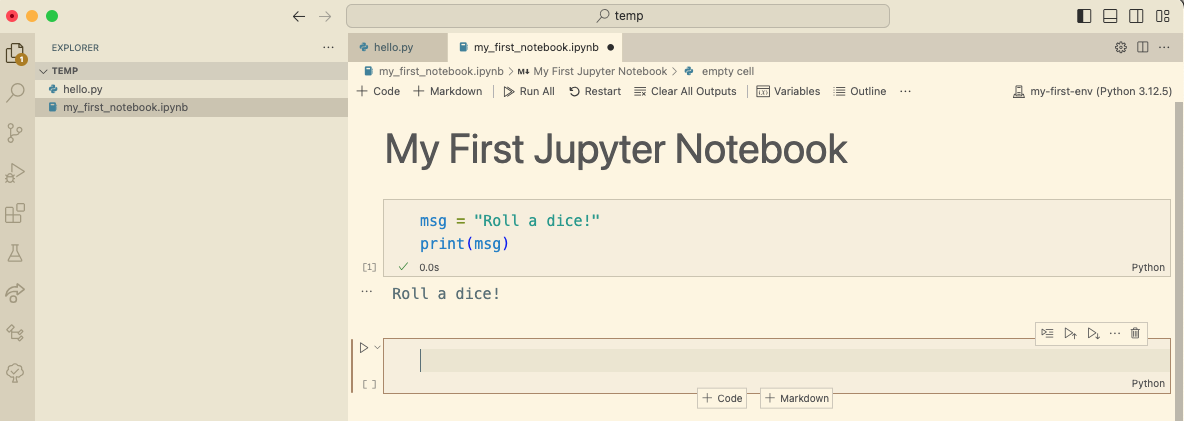 temp
EXPLORER
TEMP
hello.py
my_first_notebook.ipynb
1
hello.py
my_first_notebook.ipynb
my_first_notebook.ipynb > M↓ My First Jupyter Notebook > empty cell
+ Code + Markdown Run All Restart Clear All Outputs Variables Outline ... my-first-env (Python 3.12.5)
My First Jupyter Notebook
msg = "Roll a dice!"
print(msg)
[1] ✓ 0.0s Python
... Roll a dice!
[ ] Python
+ Code + Markdown